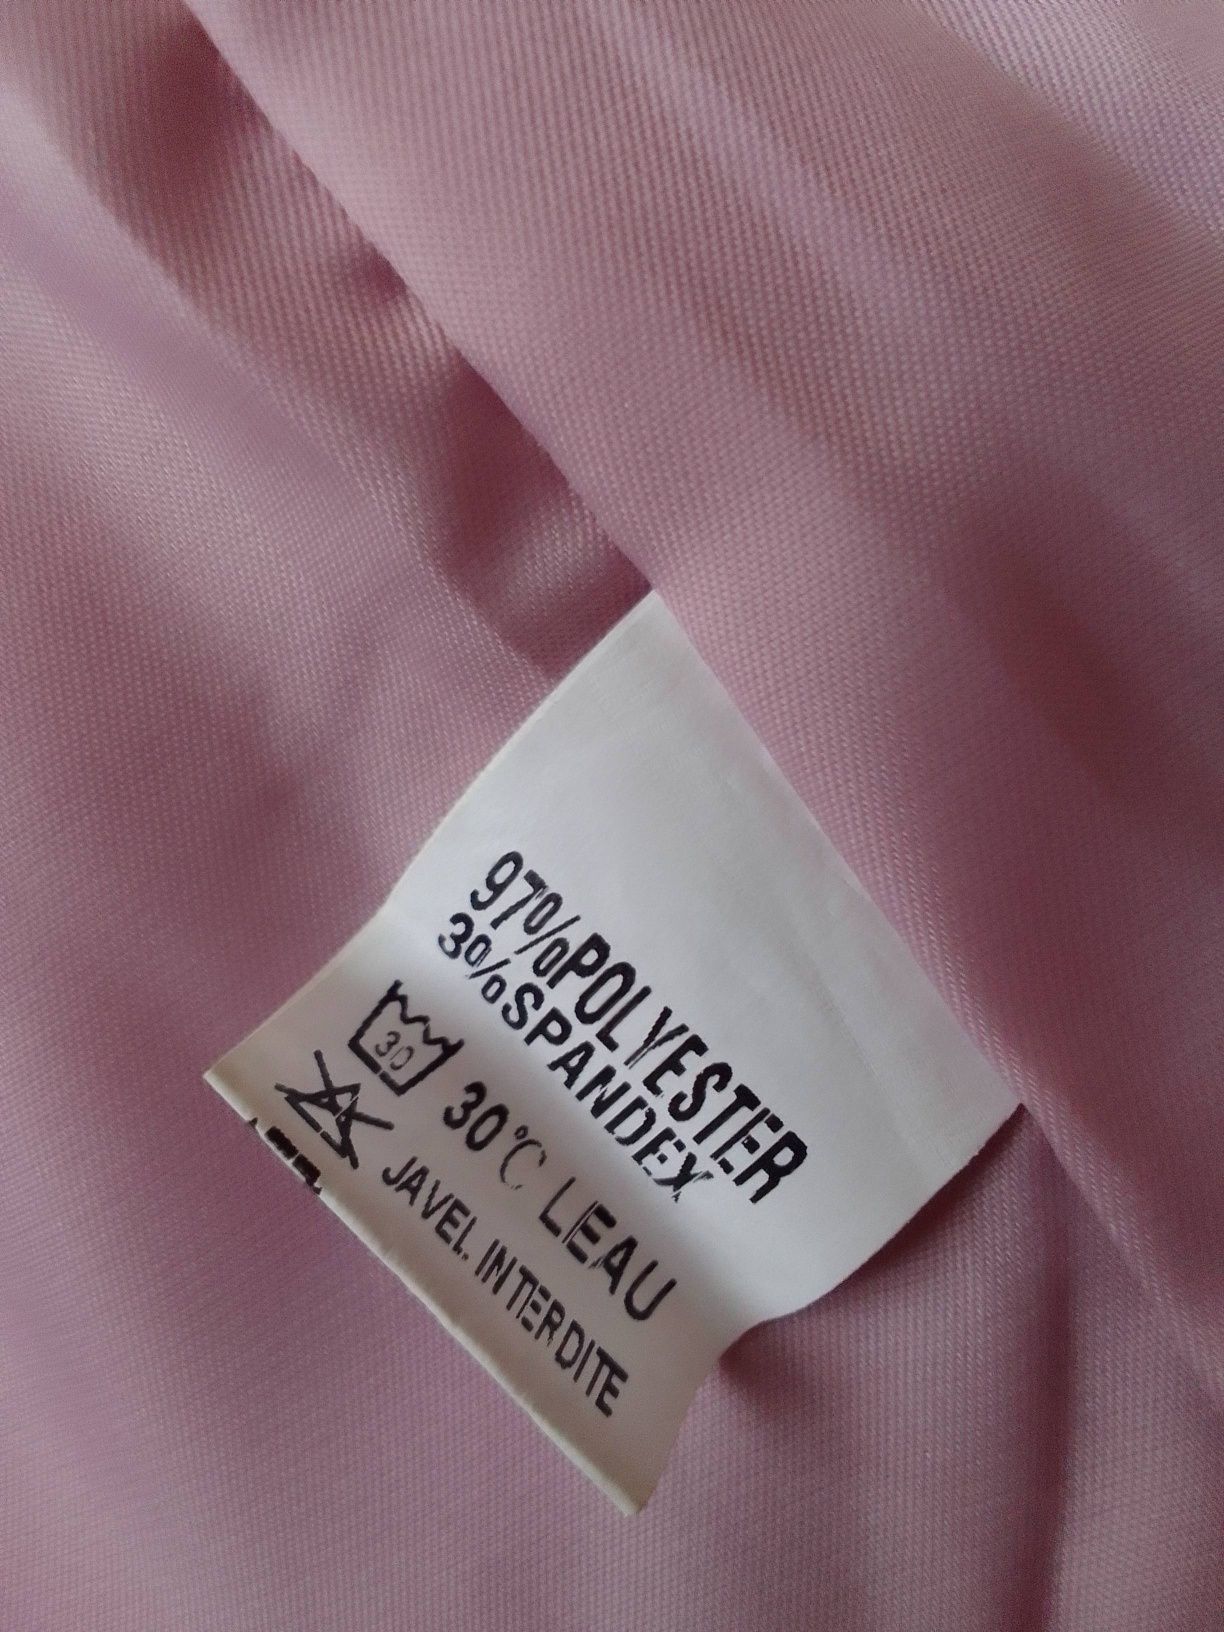 97%POLYESTER
3%SPANDEX
30 30°C LEAU
JAVEL INTERDITE